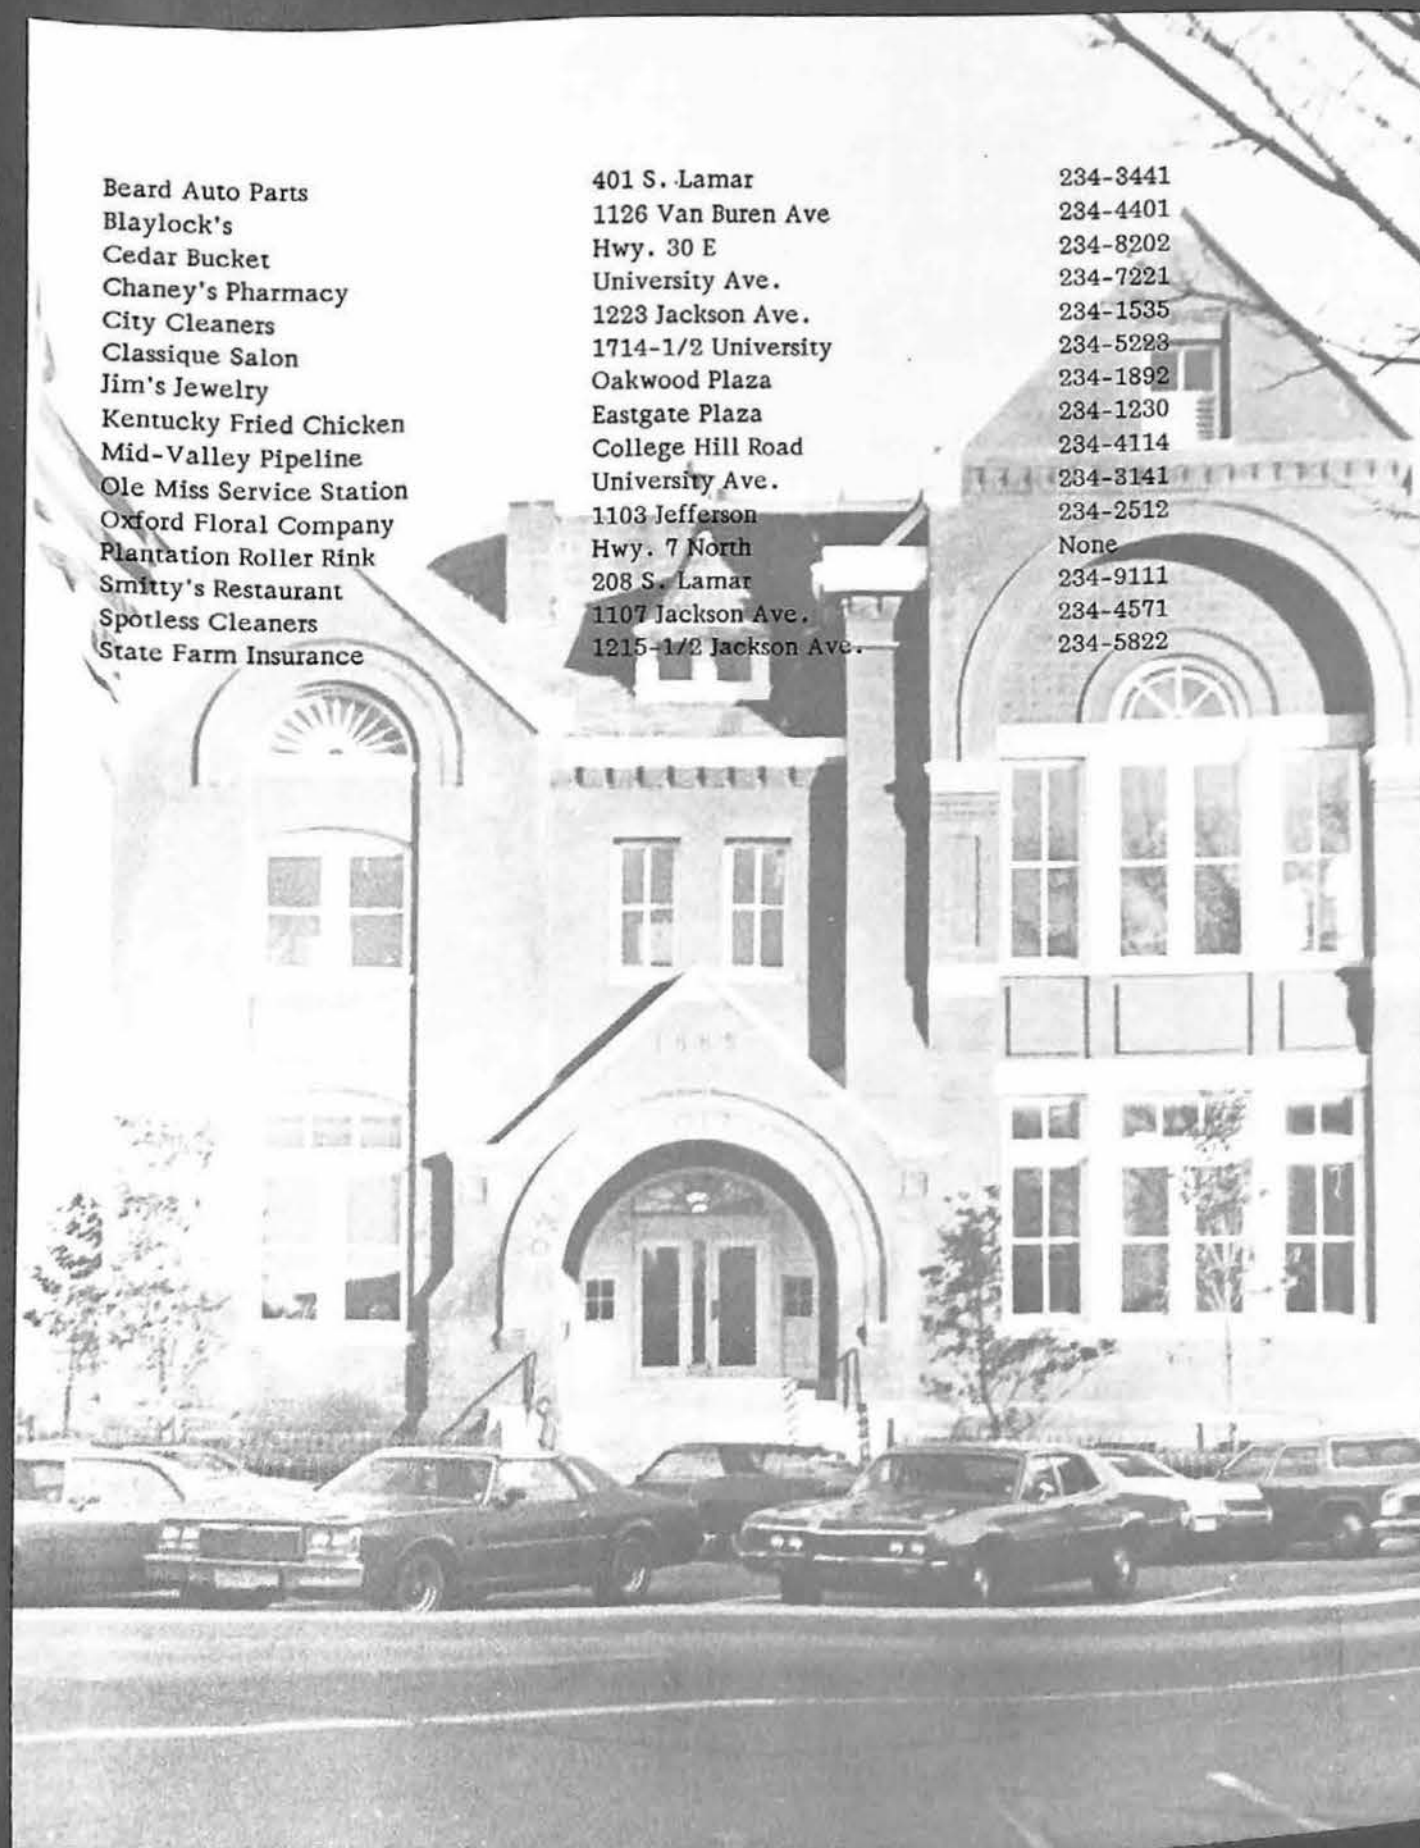 Beard Auto Parts 401 S. Lamar 234-3441
Blaylock's 1126 Van Buren Ave 234-4401
Cedar Bucket Hwy. 30 E 234-8202
Chaney's Pharmacy University Ave. 234-7221
City Cleaners 1223 Jackson Ave. 234-1535
Classique Salon 1714-1/2 University 234-5223
Jim's Jewelry Oakwood Plaza 234-1892
Kentucky Fried Chicken Eastgate Plaza 234-1230
Mid-Valley Pipeline College Hill Road 234-4114
Ole Miss Service Station University Ave. 234-3141
Oxford Floral Company 1103 Jefferson 234-2512
Plantation Roller Rink Hwy. 7 North None
Smitty's Restaurant 208 S. Lamar 234-9111
Spotless Cleaners 1107 Jackson Ave. 234-4571
State Farm Insurance 1215-1/2 Jackson Ave. 234-5822
1885